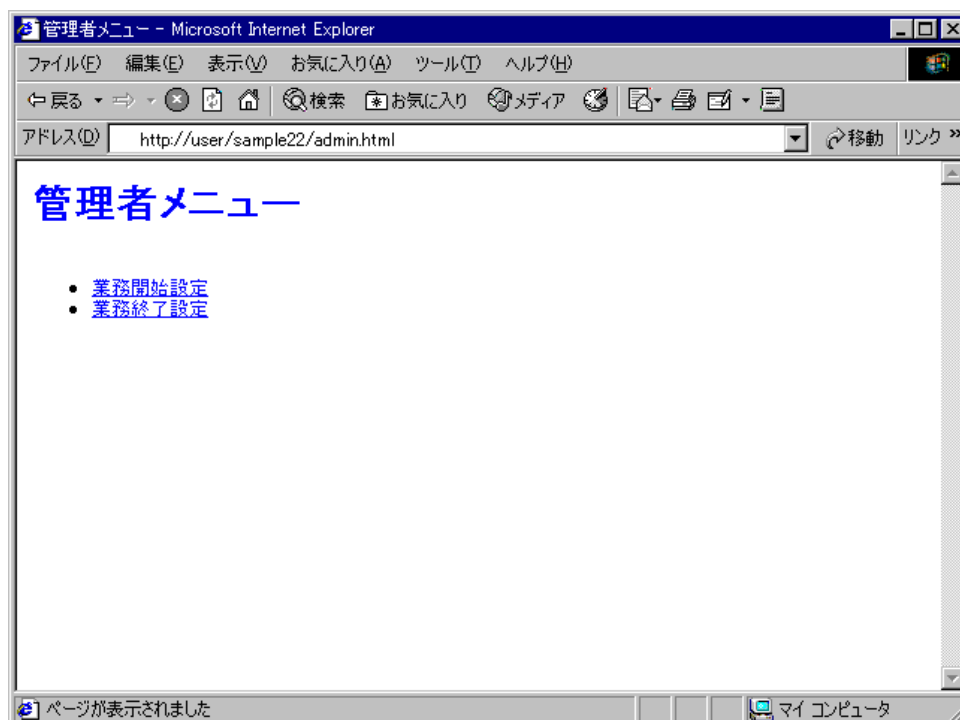 管理者メニュー - Microsoft Internet Explorer
ファイル(F) 編集(E) 表示(V) お気に入り(A) ツール(T) ヘルプ(H)
戻る 検索 お気に入り メディア
アドレス(D) http://user/sample22/admin.html 移動 リンク »
管理者メニュー
• 業務開始設定
• 業務終了設定
ページが表示されました マイ コンピュータ